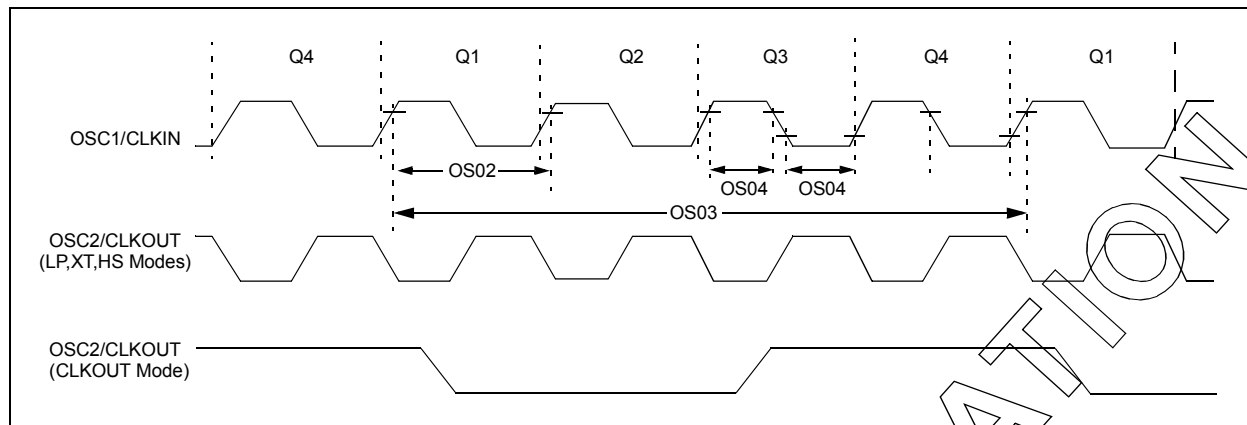 Q4 Q1 Q2 Q3 Q4 Q1
OSC1/CLKIN
OS02 OS04 OS04
OS03
OSC2/CLKOUT
(LP,XT,HS Modes)
OSC2/CLKOUT
(CLKOUT Mode)
ATION